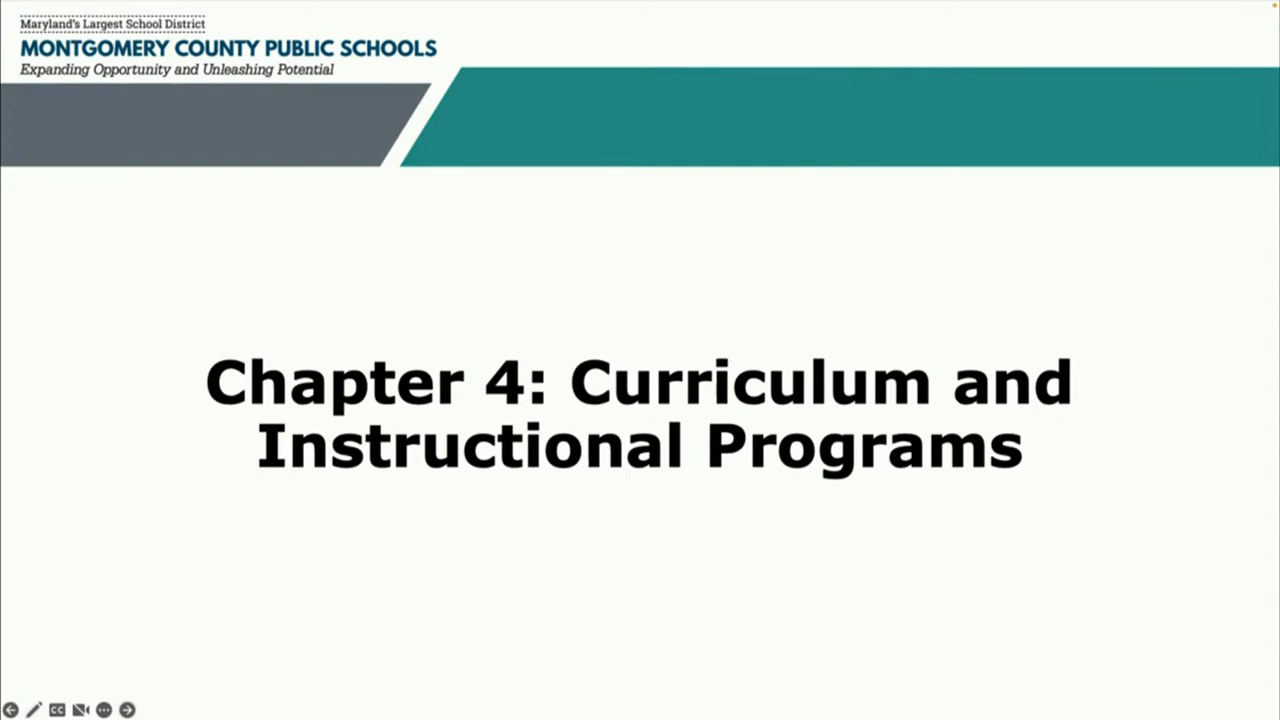 Maryland's Largest School District
MONTGOMERY COUNTY PUBLIC SCHOOLS
Expanding Opportunity and Unleashing Potential
Chapter 4: Curriculum and
Instructional Programs
CC